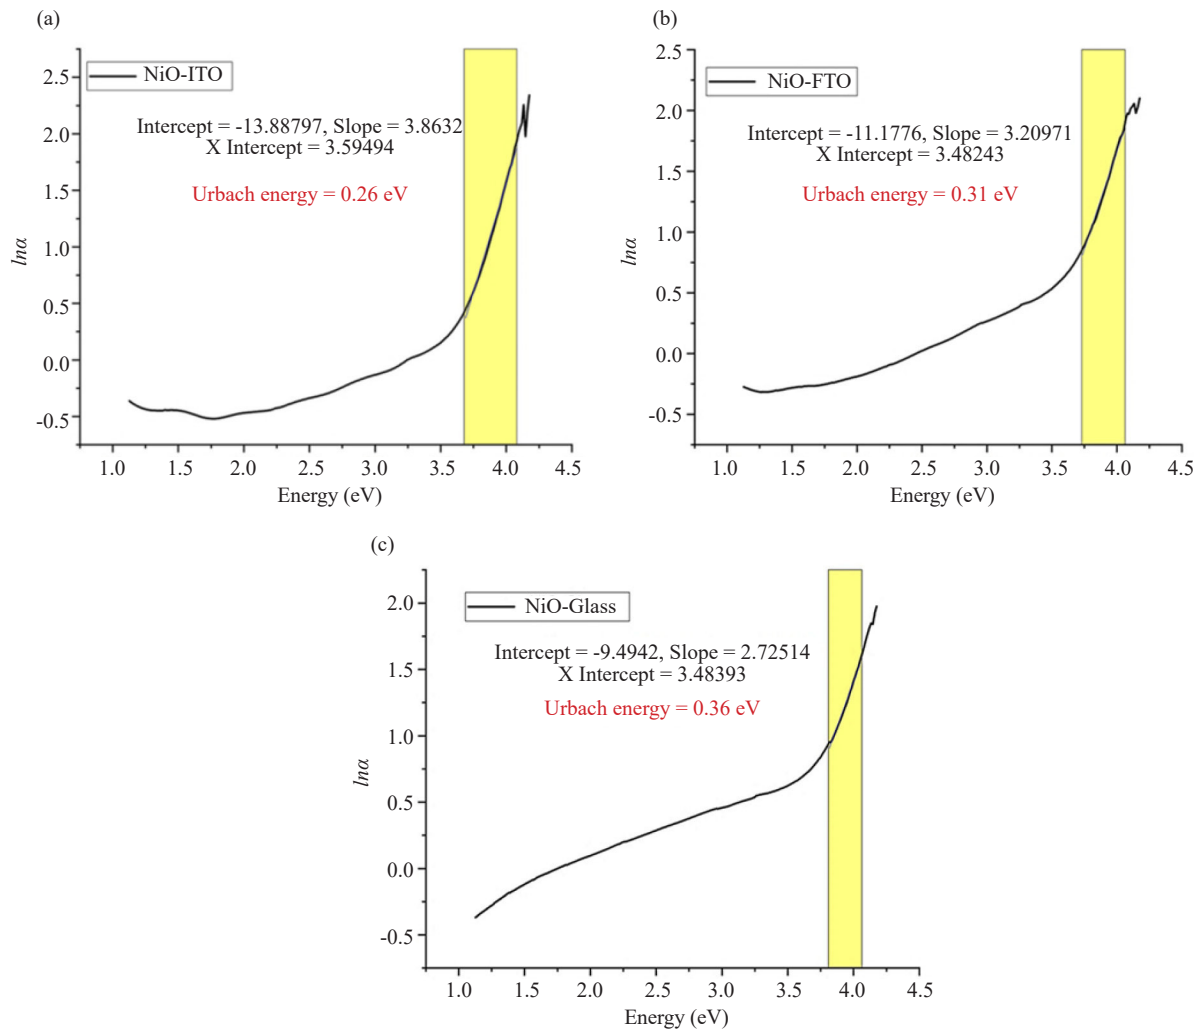 (a)
NiO-ITO
Intercept = -13.88797, Slope = 3.8632
X Intercept = 3.59494
Urbach energy = 0.26 eV
lnα
2.5
2.0
1.5
1.0
0.5
0.0
-0.5
1.0 1.5 2.0 2.5 3.0 3.5 4.0 4.5
Energy (eV)
(b)
NiO-FTO
Intercept = -11.1776, Slope = 3.20971
X Intercept = 3.48243
Urbach energy = 0.31 eV
lnα
2.5
2.0
1.5
1.0
0.5
0.0
-0.5
1.0 1.5 2.0 2.5 3.0 3.5 4.0 4.5
Energy (eV)
(c)
NiO-Glass
Intercept = -9.4942, Slope = 2.72514
X Intercept = 3.48393
Urbach energy = 0.36 eV
lnα
2.0
1.5
1.0
0.5
0.0
-0.5
1.0 1.5 2.0 2.5 3.0 3.5 4.0 4.5
Energy (eV)